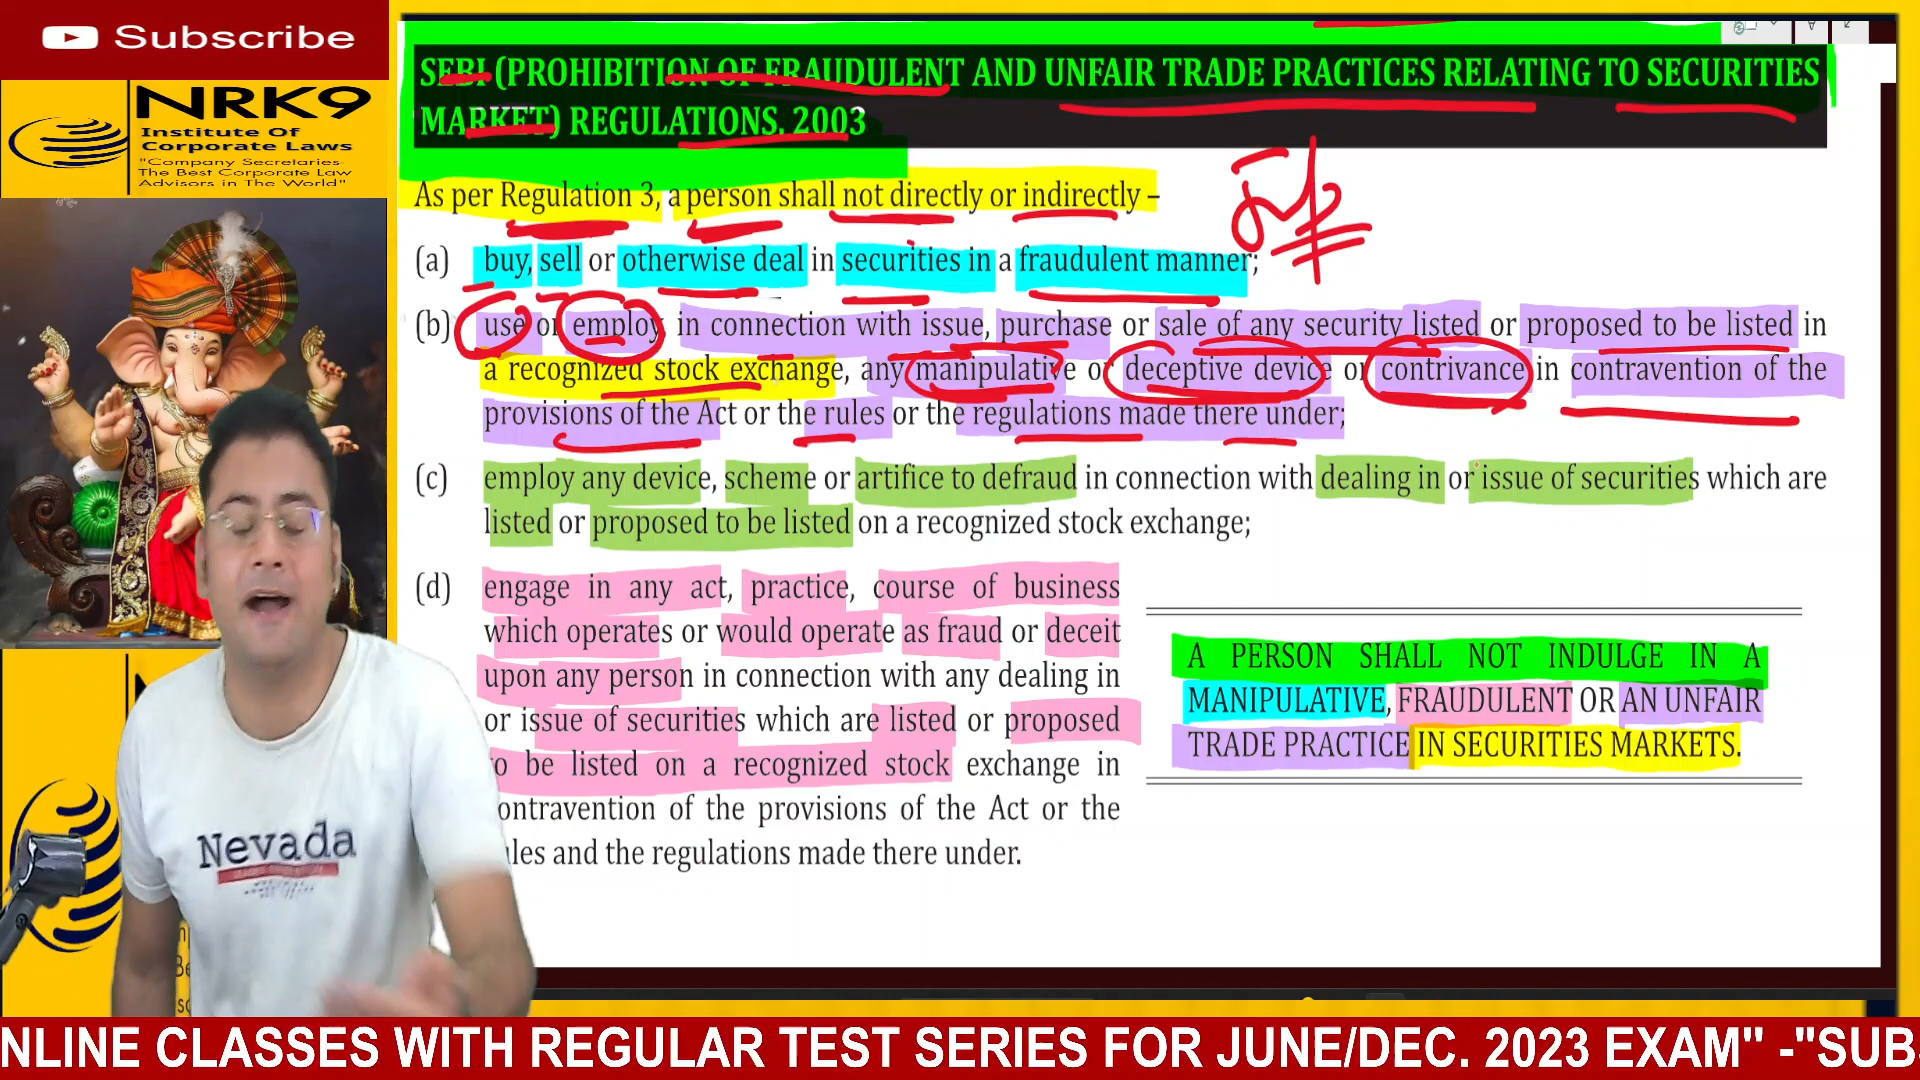 Subscribe
NRK9
Institute Of
Corporate Laws
"Company Secretaries-
The Best Corporate Law
Advisors in The World"
SEBI (PROHIBITION OF FRAUDULENT AND UNFAIR TRADE PRACTICES RELATING TO SECURITIES
MARKET) REGULATIONS, 2003
As per Regulation 3, a person shall not directly or indirectly –
(a) buy, sell or otherwise deal in securities in a fraudulent manner;
(b) use or employ, in connection with issue, purchase or sale of any security listed or proposed to be listed in
a recognized stock exchange, any manipulative or deceptive device or contrivance in contravention of the
provisions of the Act or the rules or the regulations made there under;
(c) employ any device, scheme or artifice to defraud in connection with dealing in or issue of securities which are
listed or proposed to be listed on a recognized stock exchange;
(d) engage in any act, practice, course of business
which operates or would operate as fraud or deceit
upon any person in connection with any dealing in
or issue of securities which are listed or proposed
to be listed on a recognized stock exchange in
contravention of the provisions of the Act or the
rules and the regulations made there under.
A PERSON SHALL NOT INDULGE IN A
MANIPULATIVE, FRAUDULENT OR AN UNFAIR
TRADE PRACTICE IN SECURITIES MARKETS.
Nevada
NLINE CLASSES WITH REGULAR TEST SERIES FOR JUNE/DEC. 2023 EXAM" -"SUB